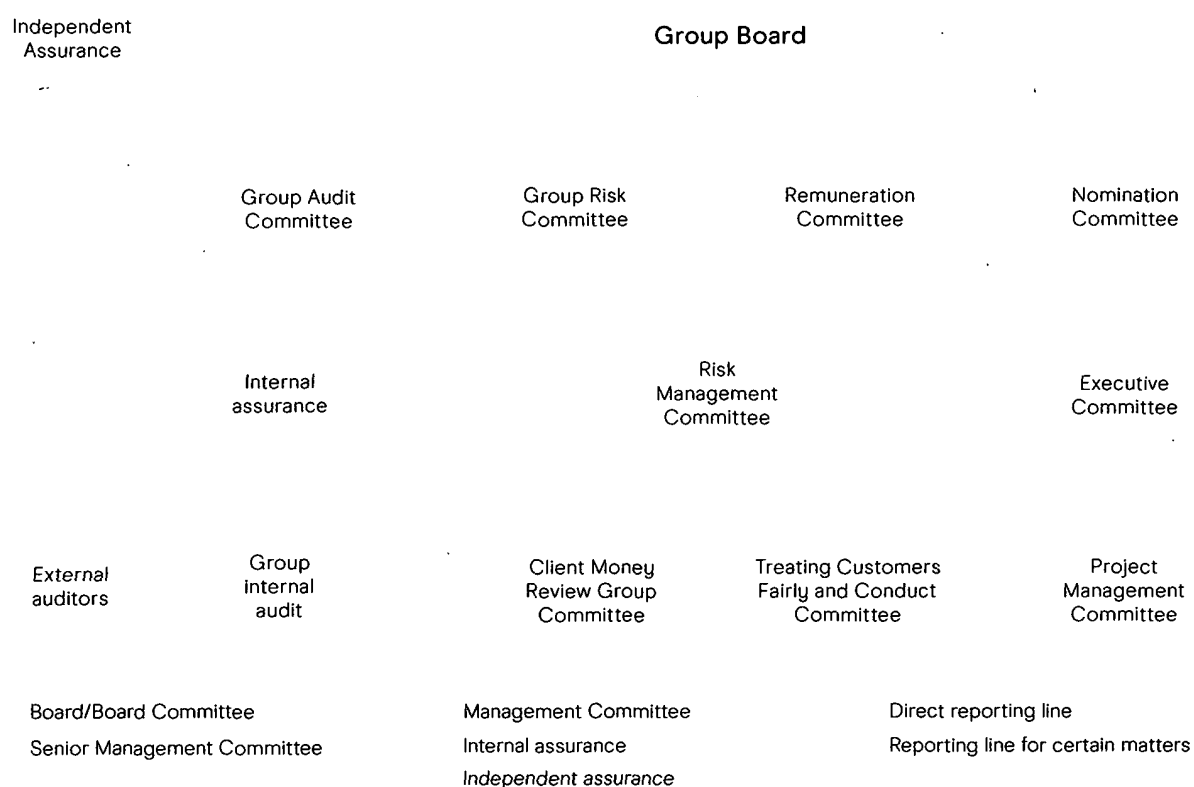 Independent
Assurance
Group Board
Group Audit
Committee
Group Risk
Committee
Remuneration
Committee
Nomination
Committee
Internal
assurance
Risk
Management
Committee
Executive
Committee
External
auditors
Group
internal
audit
Client Money
Review Group
Committee
Treating Customers
Fairly and Conduct
Committee
Project
Management
Committee
Board/Board Committee
Senior Management Committee
Management Committee
Internal assurance
Independent assurance
Direct reporting line
Reporting line for certain matters